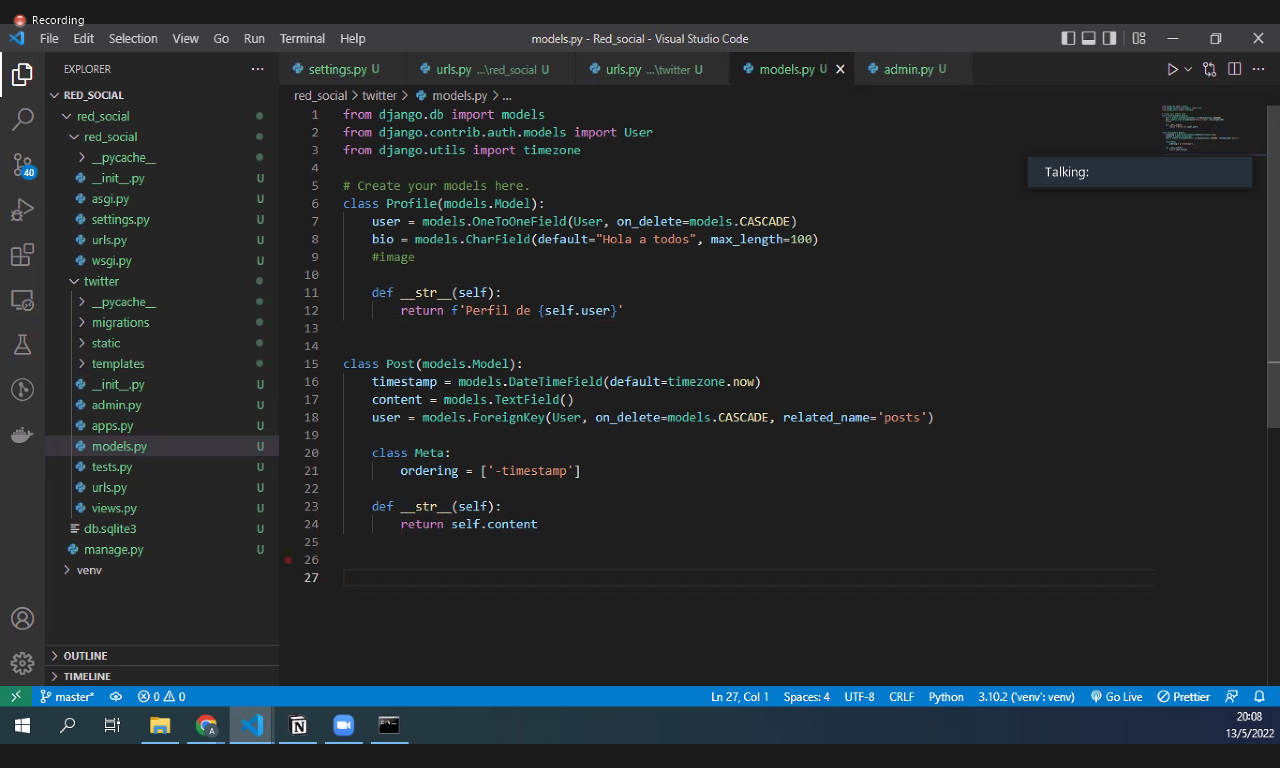 Recording
File Edit Selection View Go Run Terminal Help
models.py - Red_social - Visual Studio Code
EXPLORER
RED_SOCIAL
red_social
red_social
__pycache__
__init__.py U
asgi.py U
settings.py U
urls.py U
wsgi.py U
twitter
__pycache__
migrations
static
templates
__init__.py U
admin.py U
apps.py U
models.py U
tests.py U
urls.py U
views.py U
db.sqlite3 U
manage.py U
venv
OUTLINE
TIMELINE
40
settings.py U
urls.py ...\red_social U
urls.py ...\twitter U
models.py U
admin.py U
red_social > twitter > models.py > ...
1 from django.db import models
2 from django.contrib.auth.models import User
3 from django.utils import timezone
4
5 # Create your models here.
6 class Profile(models.Model):
7 user = models.OneToOneField(User, on_delete=models.CASCADE)
8 bio = models.CharField(default="Hola a todos", max_length=100)
9 #image
10
11 def __str__(self):
12 return f'Perfil de {self.user}'
13
14
15 class Post(models.Model):
16 timestamp = models.DateTimeField(default=timezone.now)
17 content = models.TextField()
18 user = models.ForeignKey(User, on_delete=models.CASCADE, related_name='posts')
19
20 class Meta:
21 ordering = ['-timestamp']
22
23 def __str__(self):
24 return self.content
25
26
27
Talking:
master* 0 0
Ln 27, Col 1 Spaces: 4 UTF-8 CRLF Python 3.10.2 ('venv': venv) Go Live Prettier
20:08
13/5/2022